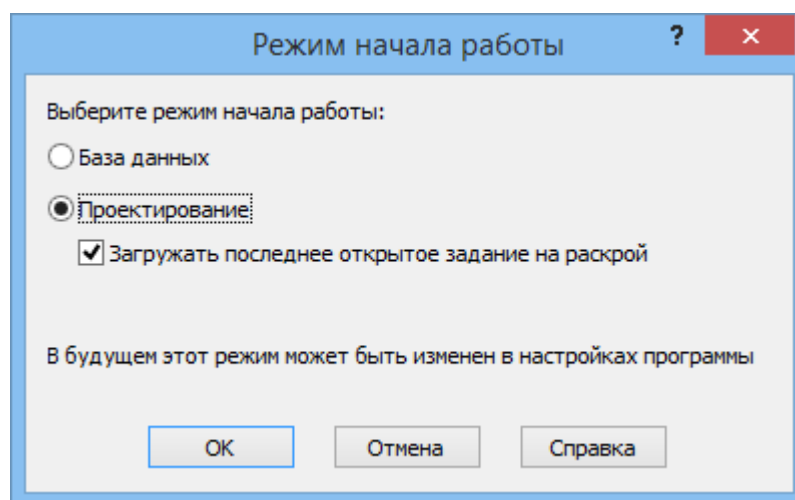 Режим начала работы ? ×
Выберите режим начала работы:
База данных
Проектирование
Загружать последнее открытое задание на раскрой
В будущем этот режим может быть изменен в настройках программы
OK Отмена Справка